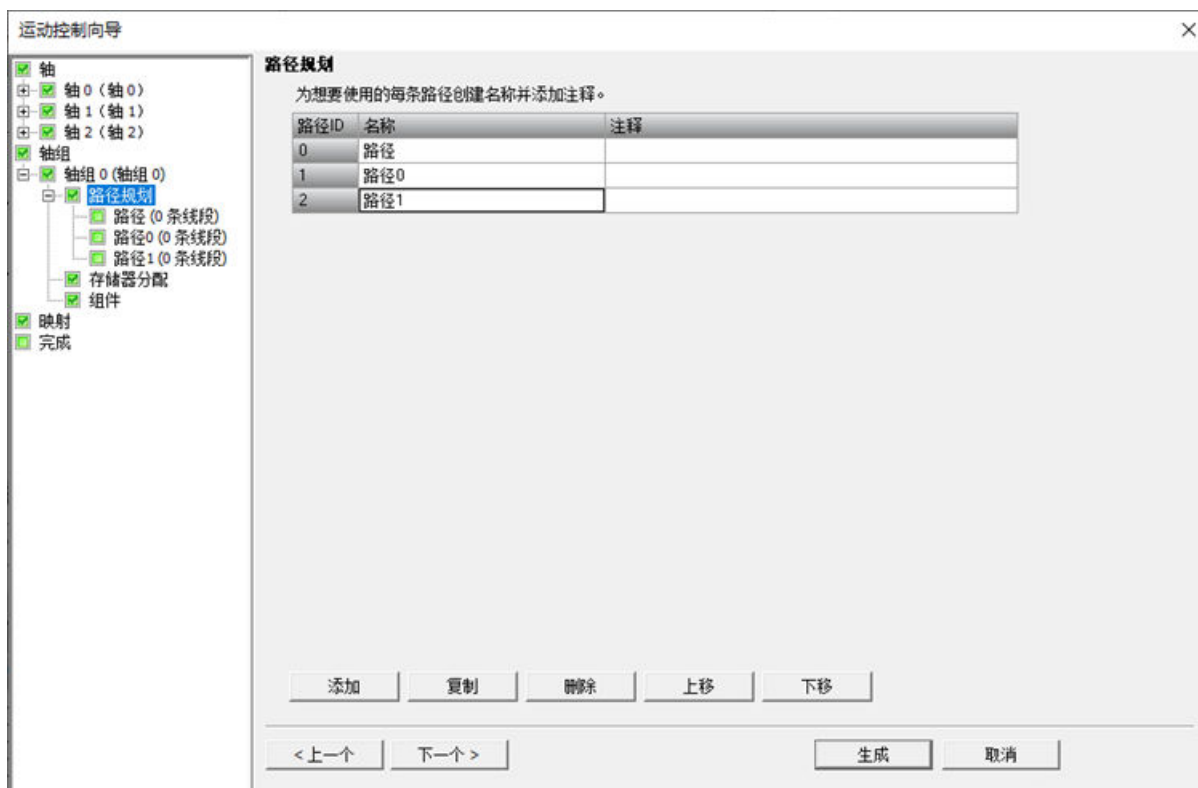 运动控制向导
轴
轴 0 (轴 0)
轴 1 (轴 1)
轴 2 (轴 2)
轴组
轴组 0 (轴组 0)
路径规划
路径 (0 条线段)
路径0 (0 条线段)
路径1 (0 条线段)
存储器分配
组件
映射
完成
路径规划
为想要使用的每条路径创建名称并添加注释。
路径ID 名称 注释
0 路径
1 路径0
2 路径1
添加 复制 删除 上移 下移
< 上一个 下一个 > 生成 取消